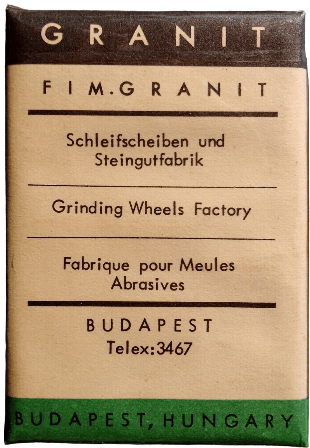 GRANIT
FIM.GRANIT
Schleifscheiben und
Steingutfabrik
Grinding Wheels Factory
Fabrique pour Meules
Abrasives
BUDAPEST
Telex:3467
BUDAPEST, HUNGARY